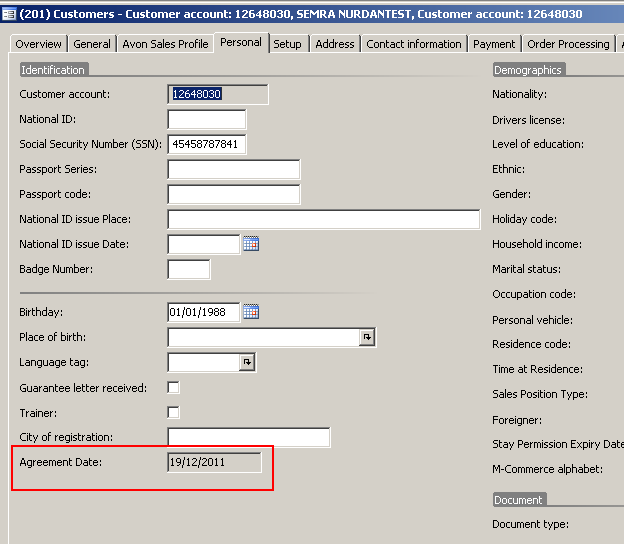 (201) Customers - Customer account: 12648030, SEMRA NURDANTEST, Customer account: 12648030
Overview General Avon Sales Profile Personal Setup Address Contact information Payment Order Processing
Identification
Customer account: 12648030
National ID:
Social Security Number (SSN): 45458787841
Passport Series:
Passport code:
National ID issue Place:
National ID issue Date:
Badge Number:
Birthday: 01/01/1988
Place of birth:
Language tag:
Guarantee letter received:
Trainer:
City of registration:
Agreement Date: 19/12/2011
Demographics
Nationality:
Drivers license:
Level of education:
Ethnic:
Gender:
Holiday code:
Household income:
Marital status:
Occupation code:
Personal vehicle:
Residence code:
Time at Residence:
Sales Position Type:
Foreigner:
Stay Permission Expiry Date
M-Commerce alphabet:
Document
Document type: